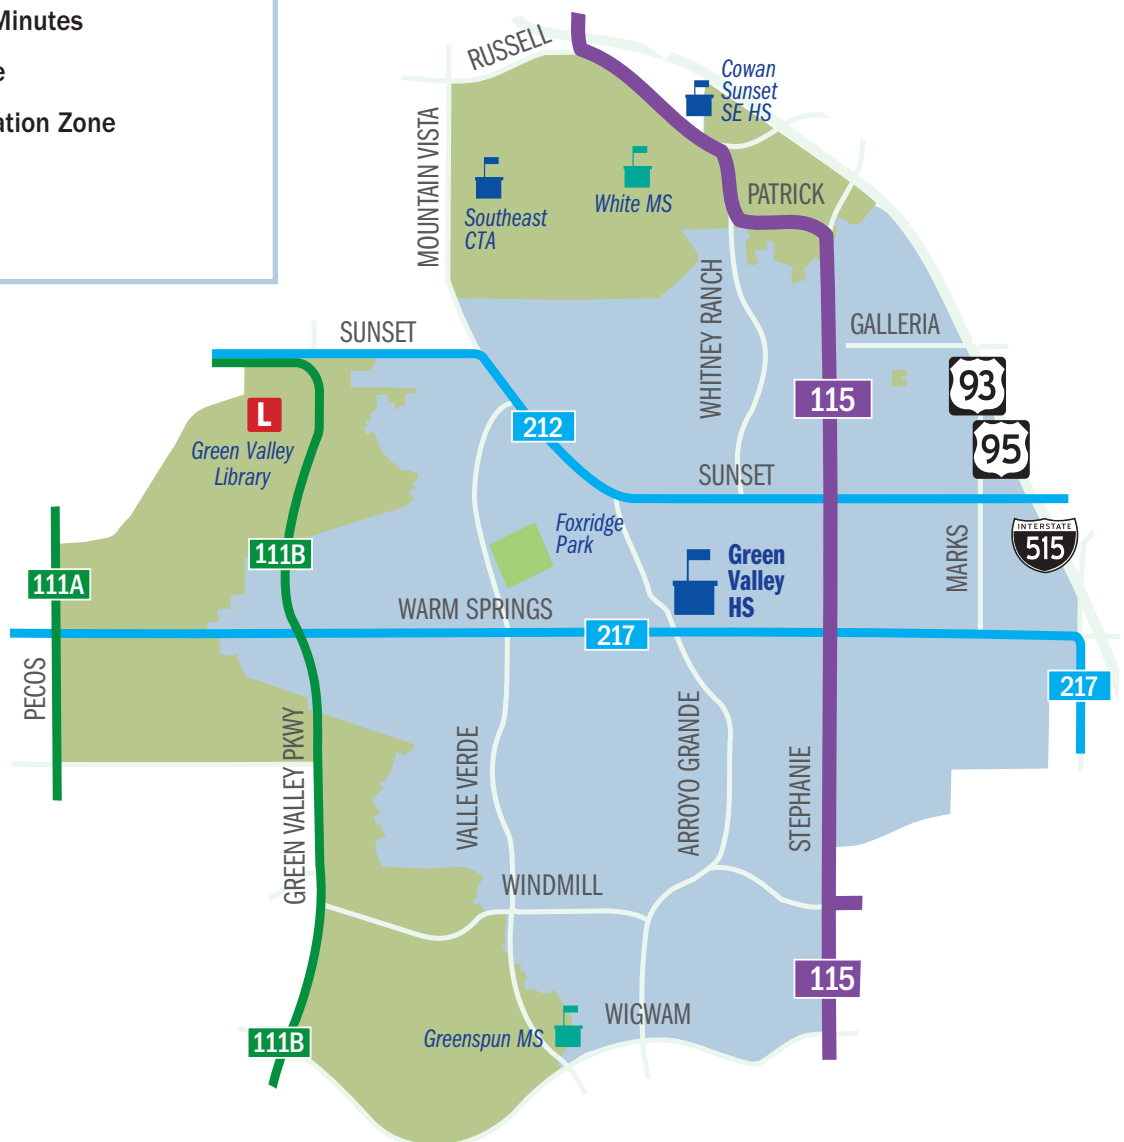 Minutes
e
ation Zone
RUSSELL
Cowan
Sunset
SE HS
MOUNTAIN VISTA
White MS
PATRICK
Southeast
CTA
WHITNEY RANCH
GALLERIA
SUNSET
93
115
L
212
95
Green Valley
Library
SUNSET
Foxridge
Park
MARKS
INTERSTATE
515
111B
Green
Valley
HS
111A
WARM SPRINGS
217
PECOS
217
GREEN VALLEY PKWY
VALLE VERDE
ARROYO GRANDE
STEPHANIE
WINDMILL
115
WIGWAM
Greenspun MS
111B